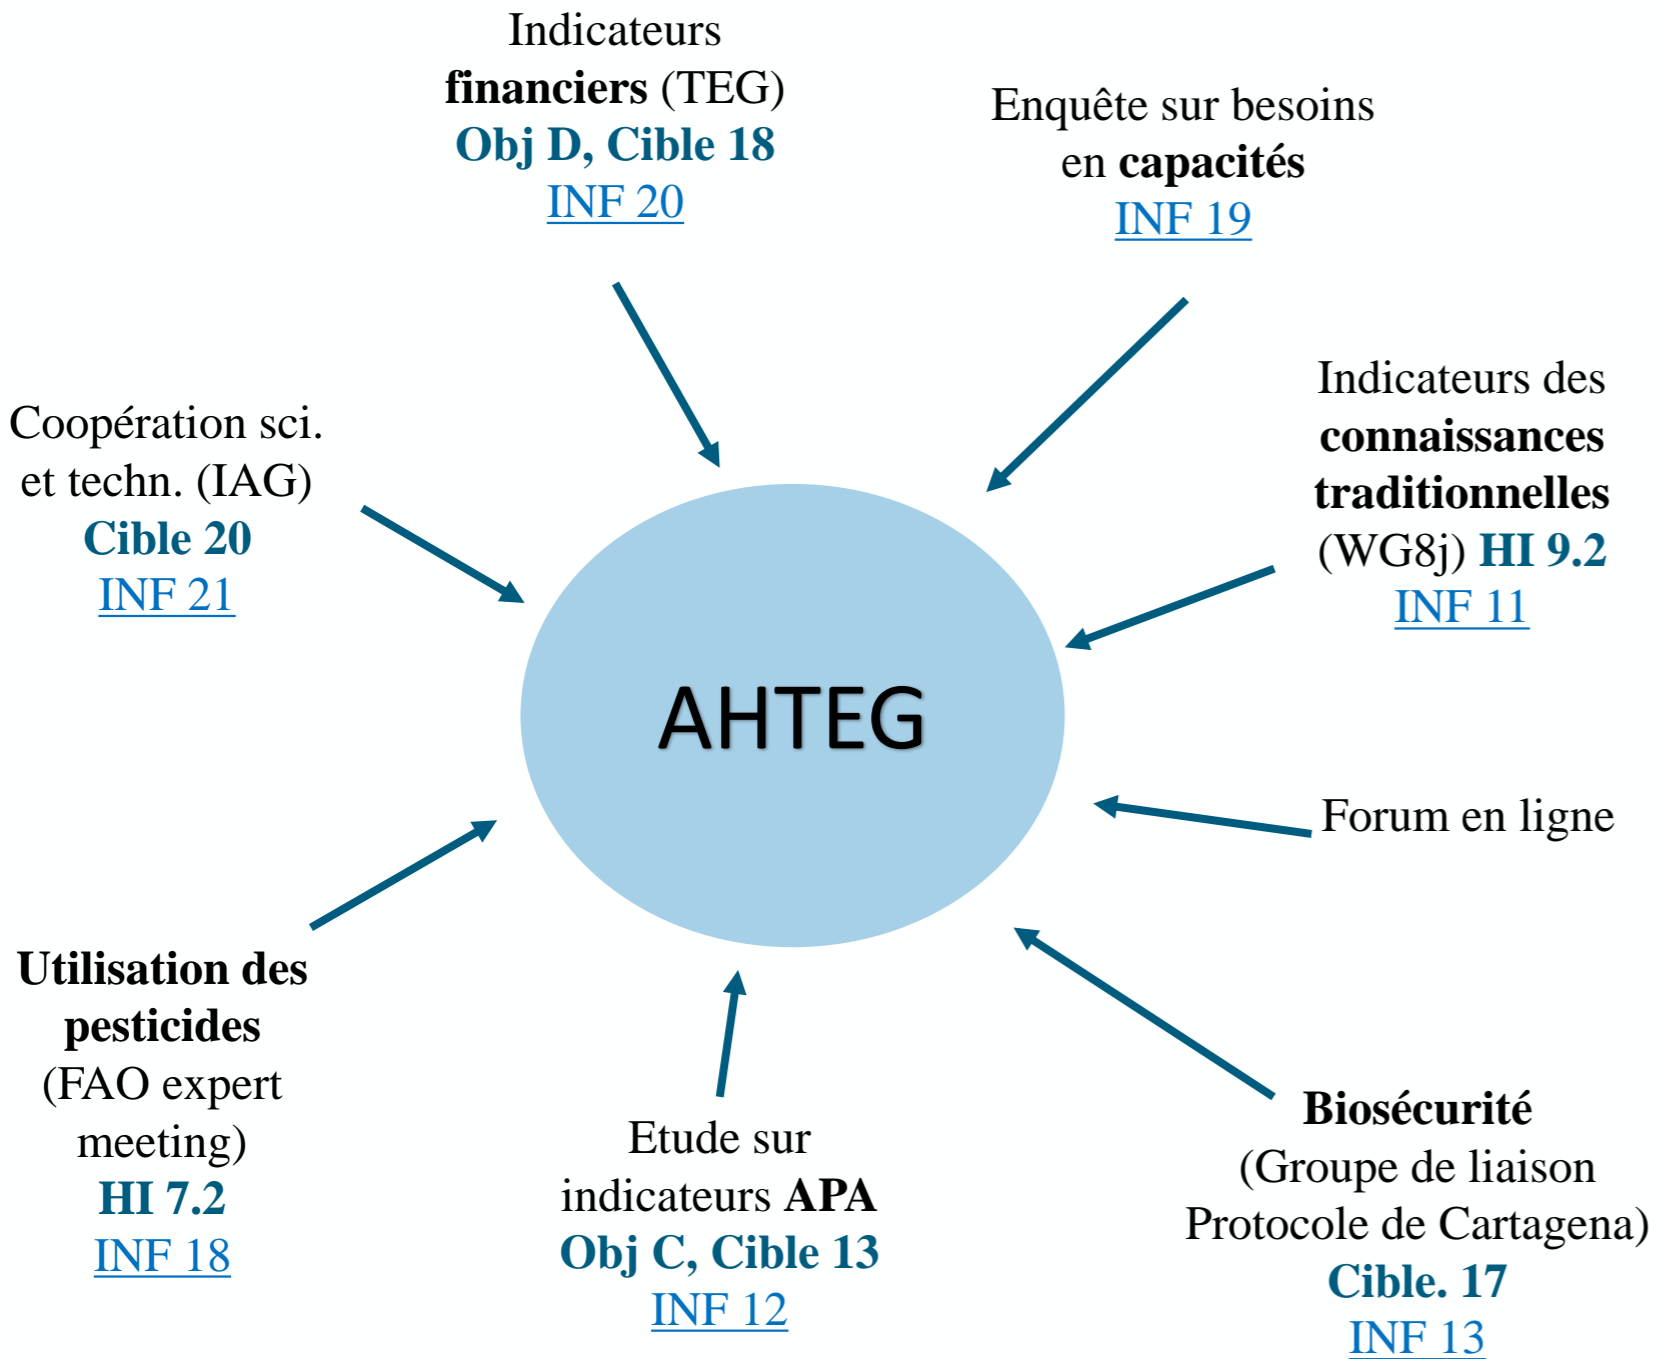 Indicateurs
financiers (TEG)
Obj D, Cible 18
INF 20
Enquête sur besoins
en capacités
INF 19
Indicateurs des
connaissances
traditionnelles
(WG8j) HI 9.2
INF 11
Coopération sci.
et techn. (IAG)
Cible 20
INF 21
AHTEG
Forum en ligne
Utilisation des
pesticides
(FAO expert
meeting)
HI 7.2
INF 18
Etude sur
indicateurs APA
Obj C, Cible 13
INF 12
Biosécurité
(Groupe de liaison
Protocole de Cartagena)
Cible. 17
INF 13